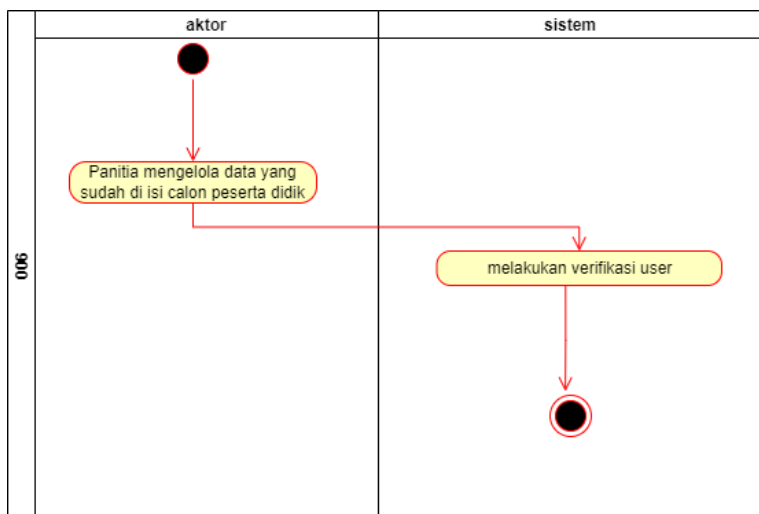 aktor
sistem
Panitia mengelola data yang
sudah di isi calon peserta didik
006
melakukan verifikasi user